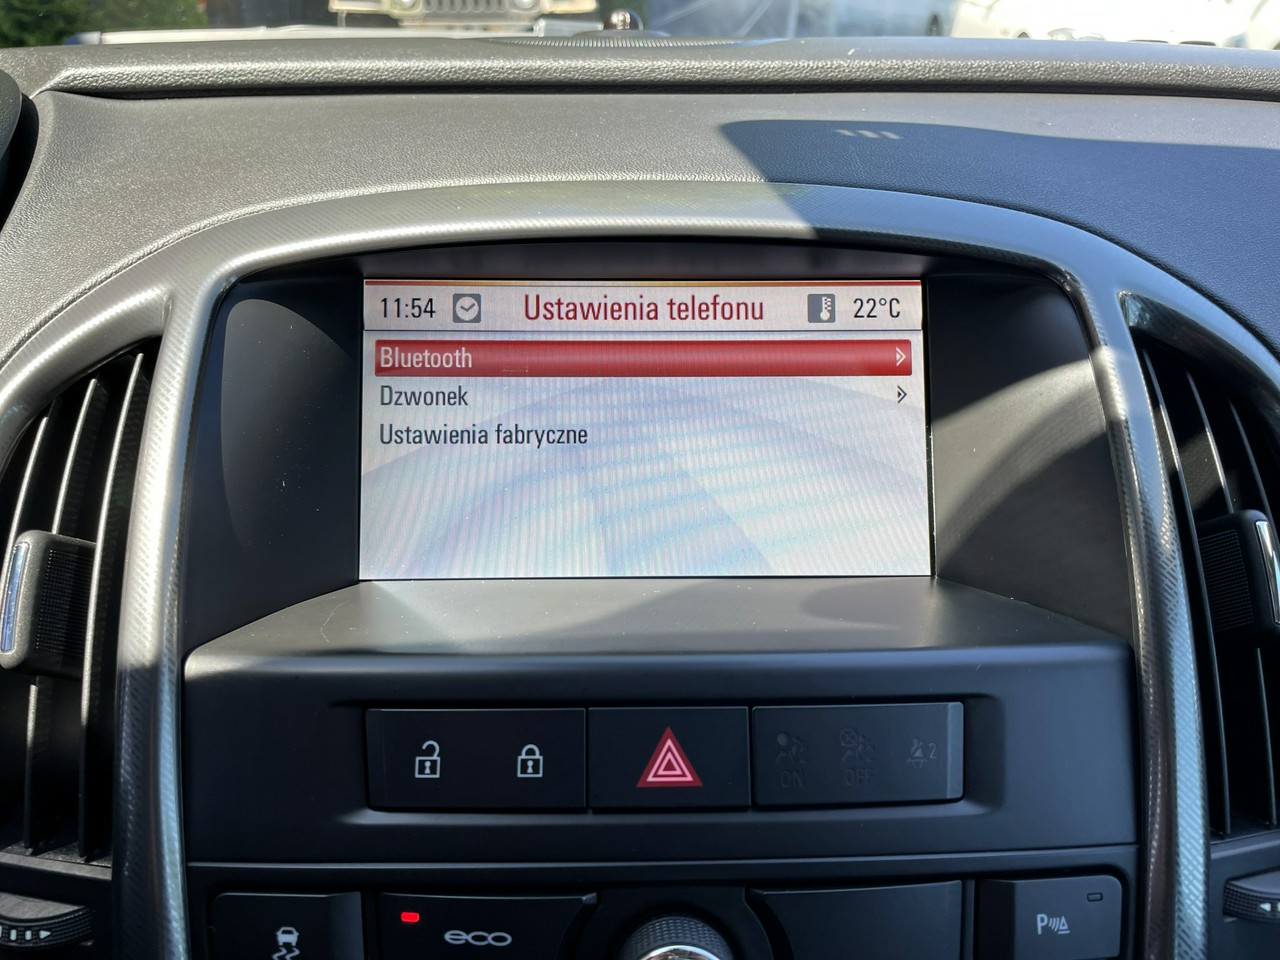 11:54 Ustawienia telefonu 22°C
Bluetooth
Dzwonek
Ustawienia fabryczne
ON OFF 2
eco P